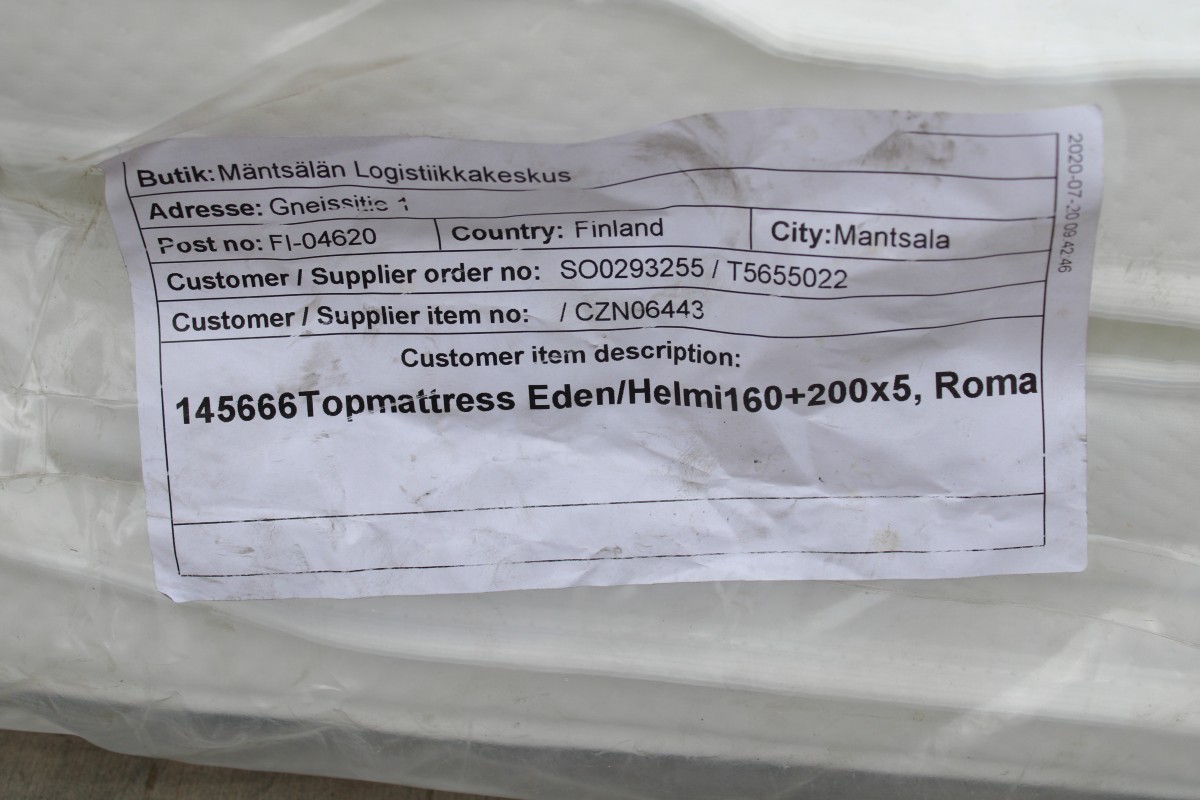 Butik: Mäntsälän Logistiikkakeskus
Adresse: Gneissitie 1
Post no: FI-04620 Country: Finland City: Mantsala
Customer / Supplier order no: SO0293255 / T5655022
Customer / Supplier item no: / CZN06443
Customer item description:
145666Topmattress Eden/Helmi160+200x5, Roma
2020-07-20 09:42:46